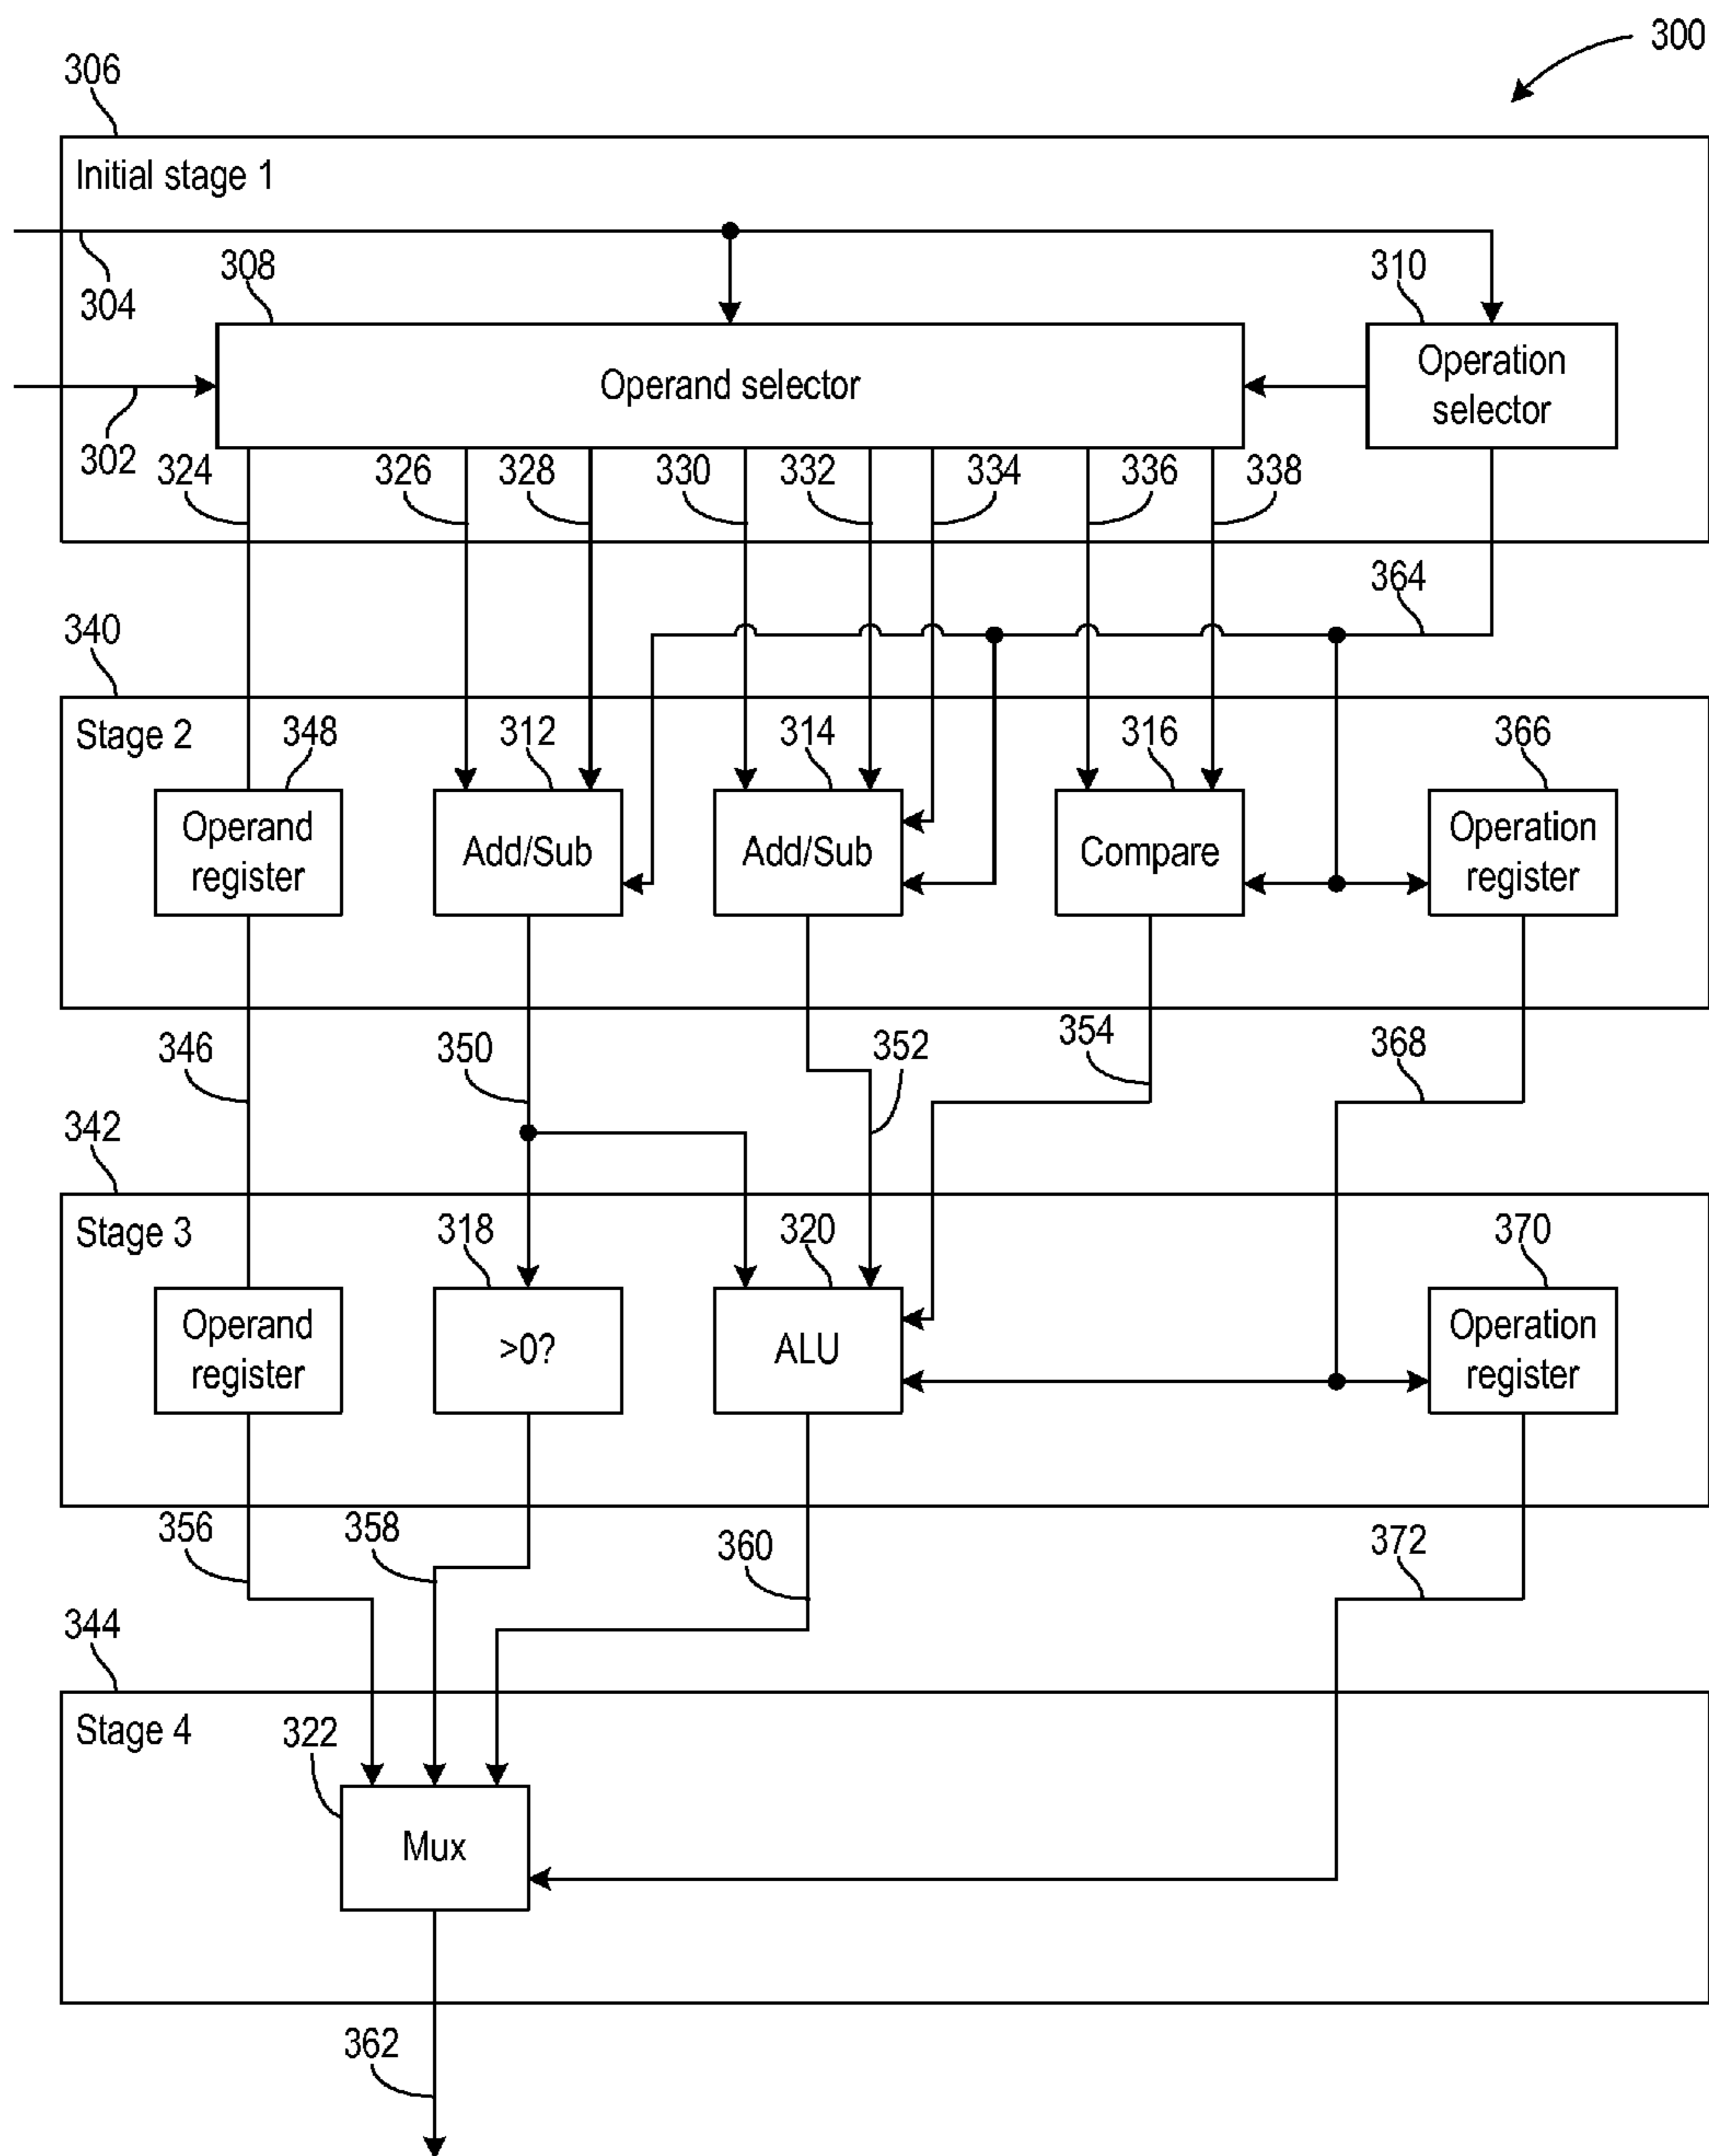 300
306
Initial stage 1
304
308
310
Operand selector
Operation
selector
302
324
326
328
330
332
334
336
338
364
340
Stage 2
348
312
314
316
366
Operand
register
Add/Sub
Add/Sub
Compare
Operation
register
346
350
352
354
368
342
Stage 3
318
320
370
Operand
register
>0?
ALU
Operation
register
356
358
360
372
344
Stage 4
322
Mux
362